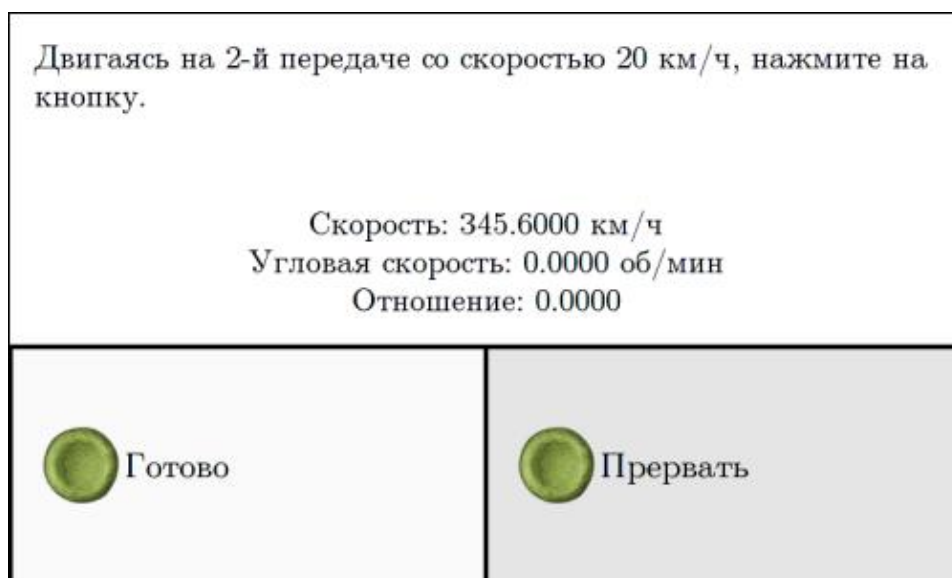 Двигаясь на 2-й передаче со скоростью 20 км/ч, нажмите на
кнопку.
Скорость: 345.6000 км/ч
Угловая скорость: 0.0000 об/мин
Отношение: 0.0000
Готово
Прервать